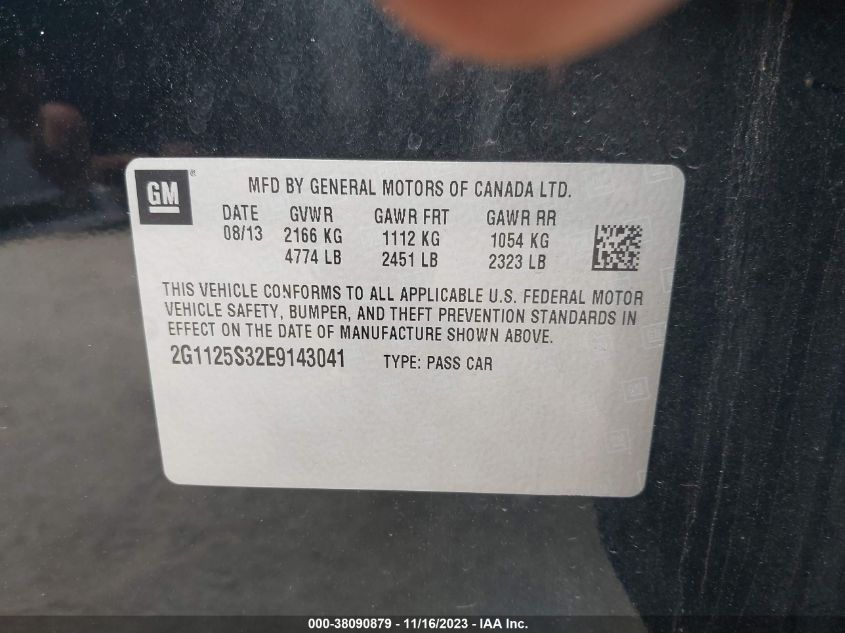 GM ®
MFD BY GENERAL MOTORS OF CANADA LTD.
DATE GVWR GAWR FRT GAWR RR
08/13 2166 KG 1112 KG 1054 KG
4774 LB 2451 LB 2323 LB
THIS VEHICLE CONFORMS TO ALL APPLICABLE U.S. FEDERAL MOTOR
VEHICLE SAFETY, BUMPER, AND THEFT PREVENTION STANDARDS IN
EFFECT ON THE DATE OF MANUFACTURE SHOWN ABOVE.
2G1125S32E9143041 TYPE: PASS CAR
000-38090879 - 11/16/2023 - IAA Inc.